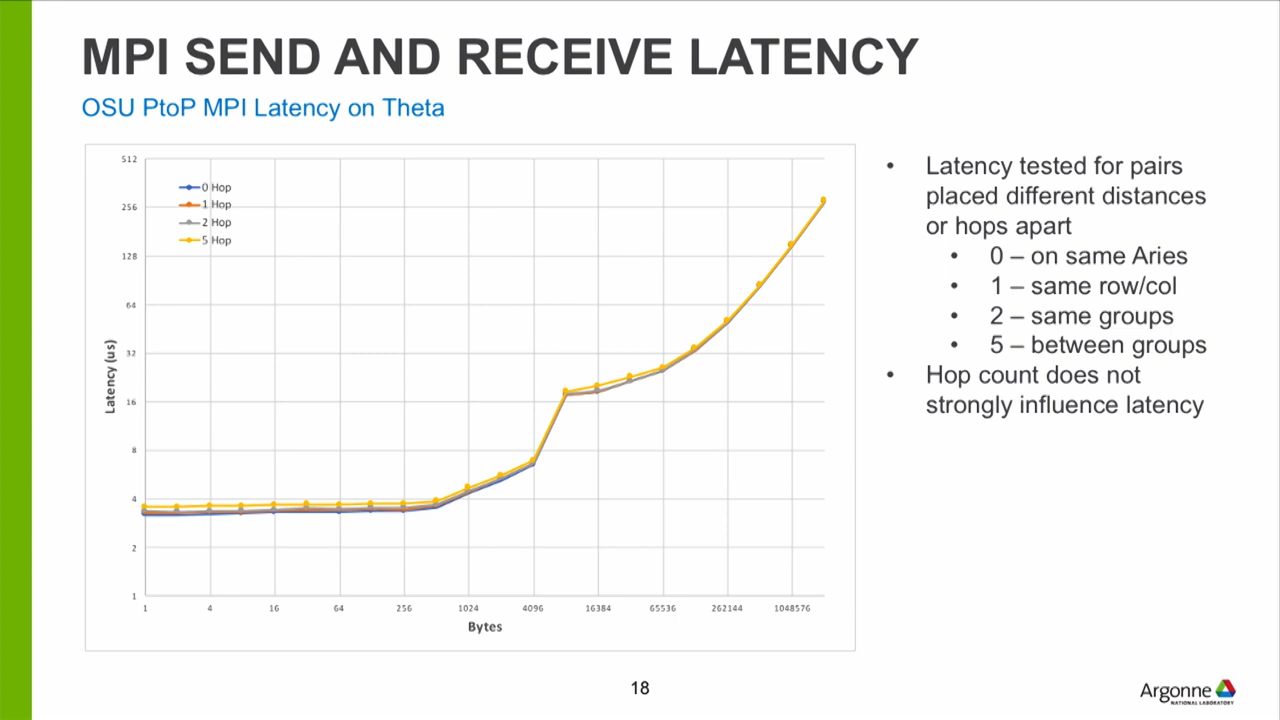 MPI SEND AND RECEIVE LATENCY
OSU PtoP MPI Latency on Theta
512
256
128
64
32
16
8
4
2
1
Latency (us)
0 Hop
1 Hop
2 Hop
5 Hop
1 4 16 64 256 1024 4096 16384 65536 262144 1048576
Bytes
• Latency tested for pairs
placed different distances
or hops apart
• 0 – on same Aries
• 1 – same row/col
• 2 – same groups
• 5 – between groups
• Hop count does not
strongly influence latency
18
Argonne
NATIONAL LABORATORY